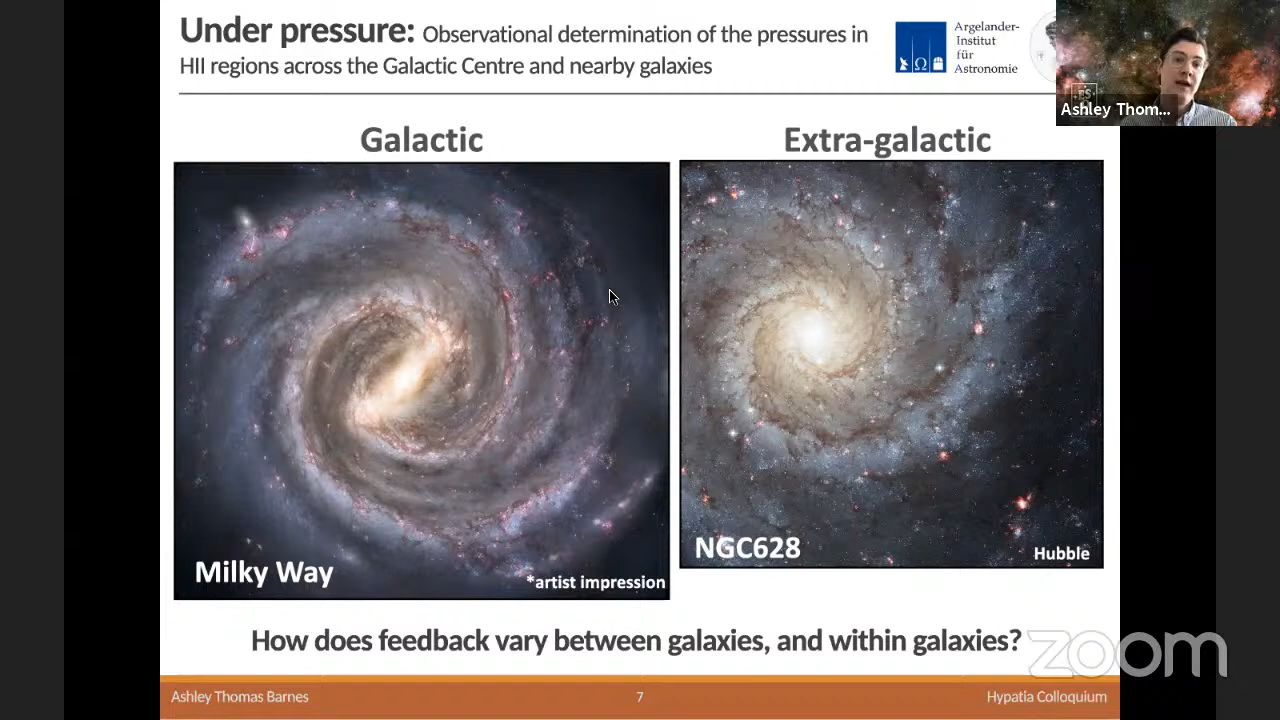 Under pressure: Observational determination of the pressures in
HII regions across the Galactic Centre and nearby galaxies
Argelander-
Institut
für
Astronomie
ES
Ashley Thom...
Galactic
Extra-galactic
Milky Way
*artist impression
NGC628
Hubble
How does feedback vary between galaxies, and within galaxies?
zoom
Ashley Thomas Barnes
7
Hypatia Colloquium